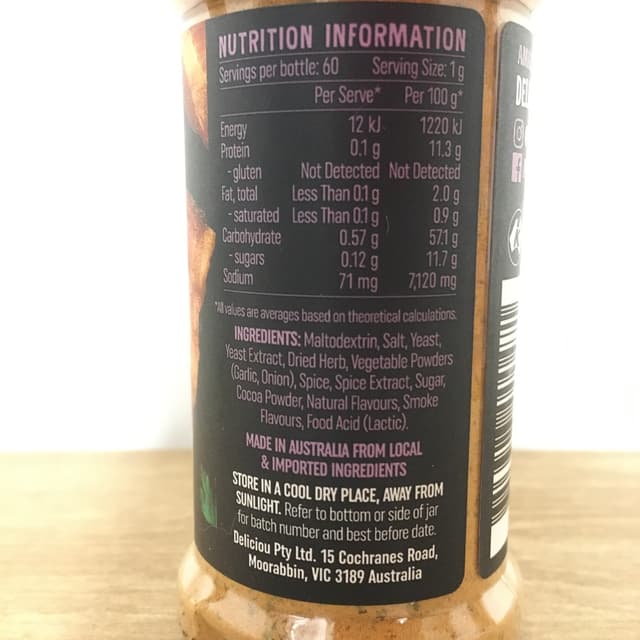 NUTRITION INFORMATION
Servings per bottle: 60 Serving Size: 1 g
Per Serve* Per 100 g*
Energy 12 kJ 1220 kJ
Protein 0.1 g 11.3 g
- gluten Not Detected Not Detected
Fat, total Less Than 0.1 g 2.0 g
- saturated Less Than 0.1 g 0.9 g
Carbohydrate 0.57 g 57.1 g
- sugars 0.12 g 11.7 g
Sodium 71 mg 7,120 mg
*All values are averages based on theoretical calculations.
INGREDIENTS: Maltodextrin, Salt, Yeast,
Yeast Extract, Dried Herb, Vegetable Powders
(Garlic, Onion), Spice, Spice Extract, Sugar,
Cocoa Powder, Natural Flavours, Smoke
Flavours, Food Acid (Lactic).
MADE IN AUSTRALIA FROM LOCAL
& IMPORTED INGREDIENTS
STORE IN A COOL DRY PLACE, AWAY FROM
SUNLIGHT. Refer to bottom or side of jar
for batch number and best before date.
Deliciou Pty Ltd. 15 Cochranes Road,
Moorabbin, VIC 3189 Australia